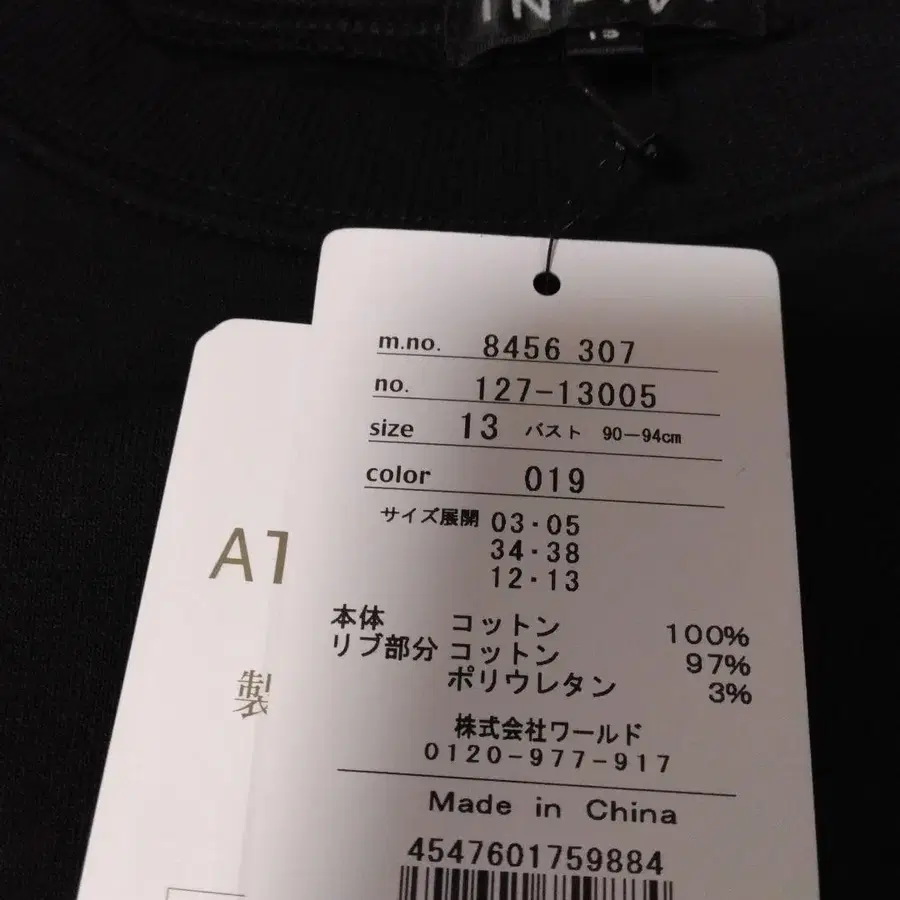 13
m.no. 8456 307
no. 127-13005
size 13 バスト 90-94cm
color 019
サイズ展開 03・05
34・38
12・13
本体 コットン 100%
リブ部分 コットン 97%
ポリウレタン 3%
株式会社ワールド
0120-977-917
Made in China
4547601759884
製